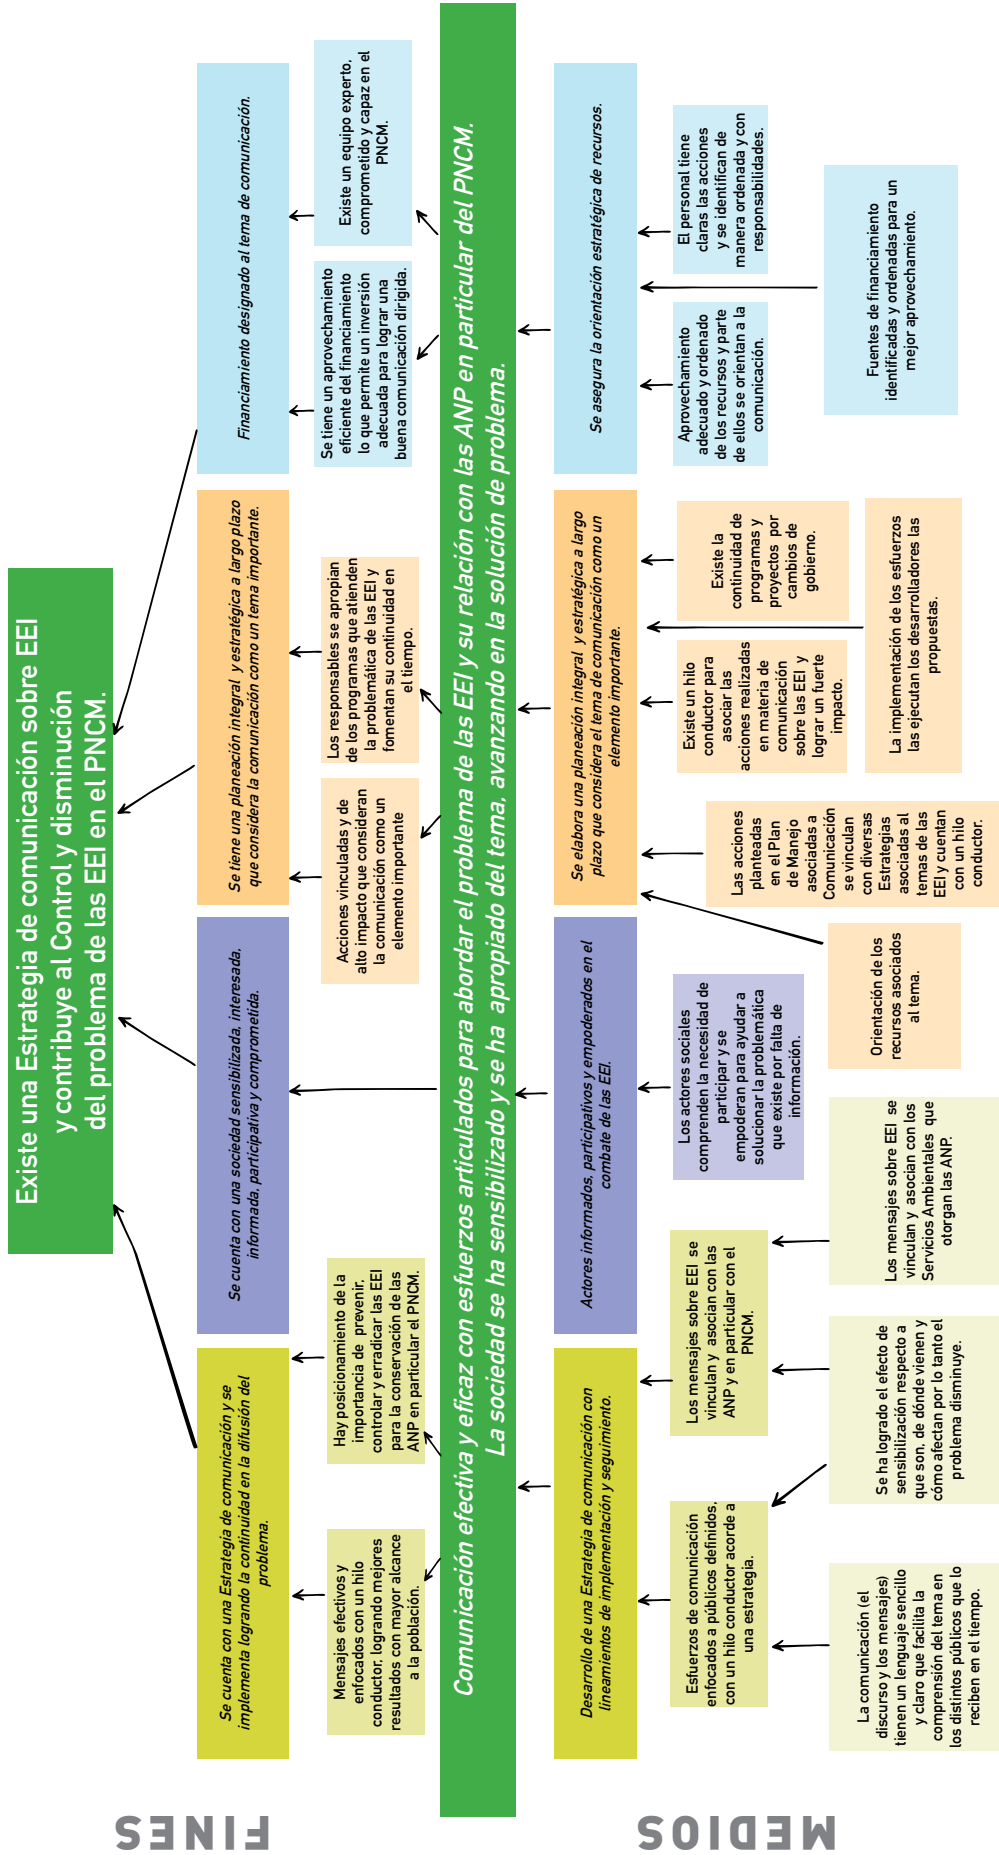 Existe una Estrategia de comunicación sobre EEI
y contribuye al Control y disminución
del problema de las EEI en el PNCM.
FINES
Se cuenta con una Estrategia de comunicación y se
implementa logrando la continuidad en la difusión del
problema.
Se cuenta con una sociedad sensibilizada, interesada,
informada, participativa y comprometida.
Se tiene una planeación integral y estratégica a largo plazo
que considera la comunicación como un tema importante.
Financiamiento designado al tema de comunicación.
Mensajes efectivos y
enfocados con un hilo
conductor, logrando mejores
resultados con mayor alcance
a la población.
Hay posicionamiento de la
importancia de prevenir,
controlar y erradicar las EEI
para la conservación de las
ANP en particular el PNCM.
Acciones vinculadas y de
alto impacto que consideran
la comunicación como un
elemento importante
Los responsables se apropian
de los programas que atienden
la problemática de las EEI y
fomentan su continuidad en
el tiempo.
Se tiene un aprovechamiento
eficiente del financiamiento
lo que permite un inversión
adecuada para lograr una
buena comunicación dirigida.
Existe un equipo experto,
comprometido y capaz en el
PNCM.
Comunicación efectiva y eficaz con esfuerzos articulados para abordar el problema de las EEI y su relación con las ANP en particular del PNCM.
La sociedad se ha sensibilizado y se ha apropiado del tema, avanzando en la solución de problema.
MEDIOS
Desarrollo de una Estrategia de comunicación con
lineamientos de implementación y seguimiento.
Actores informados, participativos y empoderados en el
combate de las EEI.
Se elabora una planeación integral y estratégica a largo
plazo que considera el tema de comunicación como un
elemento importante.
Se asegura la orientación estratégica de recursos.
Esfuerzos de comunicación
enfocados a públicos definidos,
con un hilo conductor acorde a
una estrategia.
Los mensajes sobre EEI se
vinculan y asocian con las
ANP y en particular con el
PNCM.
Los actores sociales
comprenden la necesidad de
participar y se
empoderan para ayudar a
solucionar la problemática
que existe por falta de
información.
Las acciones
planteadas
en el Plan
de Manejo
asociadas a
Comunicación
se vinculan
con diversas
Estrategias
asociadas al
temas de las
EEI y cuentan
con un hilo
conductor.
Existe un hilo
conductor para
asociar las
acciones realizadas
en materia de
comunicación
sobre las EEI y
lograr un fuerte
impacto.
Existe la
continuidad de
programas y
proyectos por
cambios de
gobierno.
Aprovechamiento
adecuado y ordenado
de los recursos y parte
de ellos se orientan a la
comunicación.
El personal tiene
claras las acciones
y se identifican de
manera ordenada y con
responsabilidades.
La comunicación (el
discurso y los mensajes)
tienen un lenguaje sencillo
y claro que facilita la
comprensión del tema en
los distintos públicos que lo
reciben en el tiempo.
Se ha logrado el efecto de
sensibilización respecto a
que son, de dónde vienen y
cómo afectan por lo tanto el
problema disminuye.
Los mensajes sobre EEI se
vinculan y asocian con los
Servicios Ambientales que
otorgan las ANP.
Orientación de los
recursos asociados
al tema.
La implementación de los esfuerzos
las ejecutan los desarrolladores las
propuestas.
Fuentes de financiamiento
identificadas y ordenadas para un
mejor aprovechamiento.